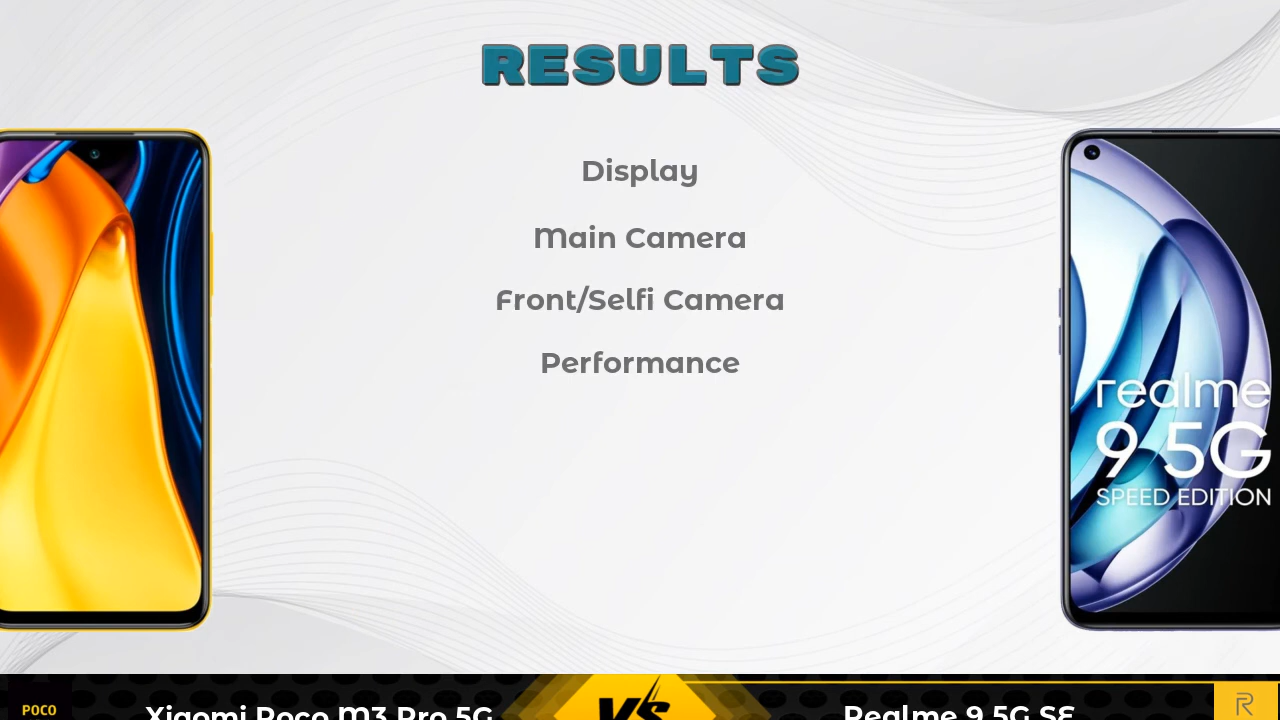 RESULTS
Display
Main Camera
Front/Selfi Camera
Performance
realme
9 5G
SPEED EDITION
POCO
Xiaomi Poco M3 Pro 5G
VS
Realme 9 5G SE
R